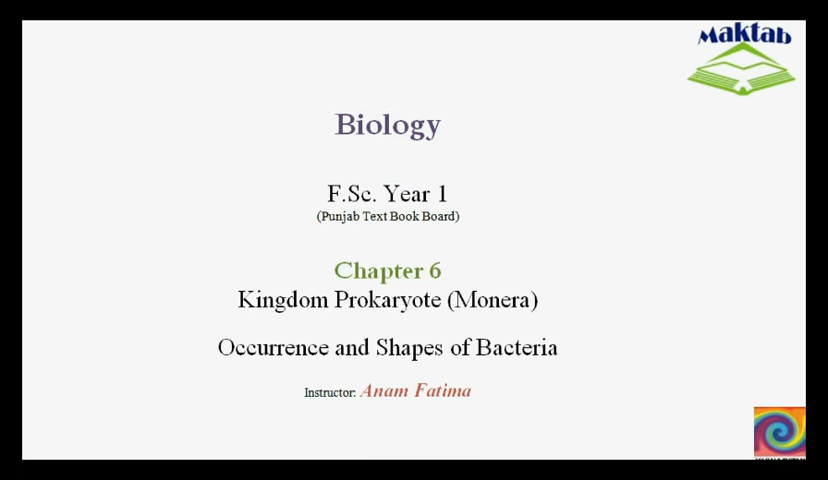 Maktab
Biology
F.Sc. Year 1
(Punjab Text Book Board)
Chapter 6
Kingdom Prokaryote (Monera)
Occurrence and Shapes of Bacteria
Instructor: Anam Fatima